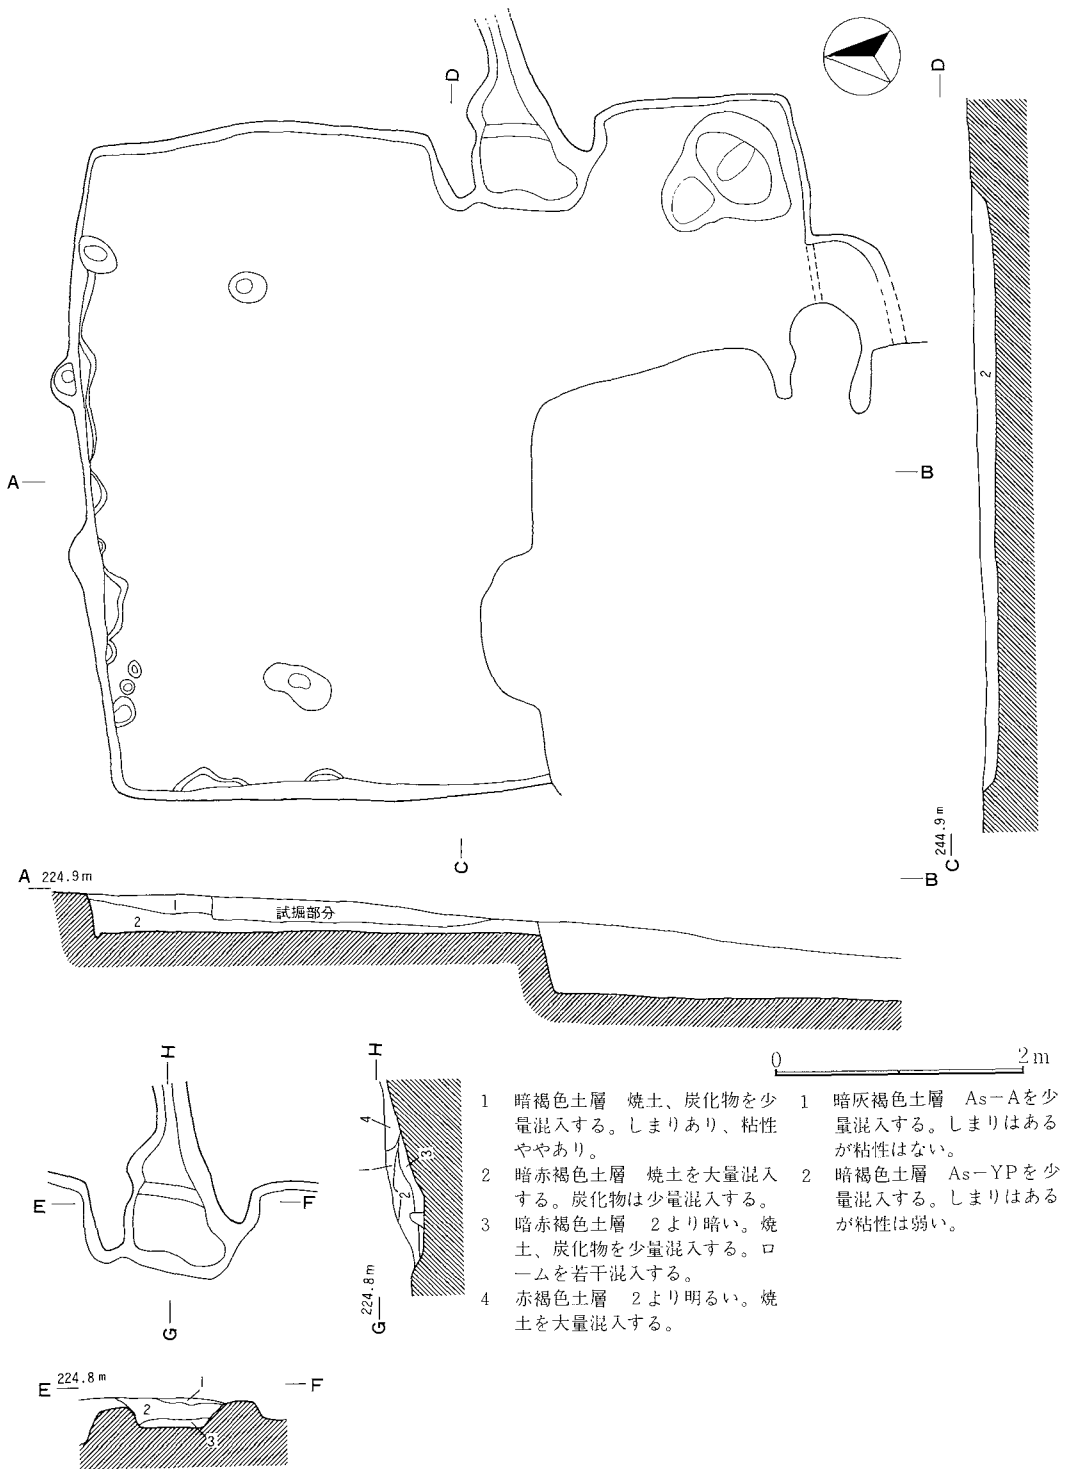 D
D
A
B
C
244.9m
C
A 224.9m
B
1
試掘部分
2
2
H
H
0 2m
E
F
4
3
2
G
224.8m
G
1 暗褐色土層 焼土、炭化物を少
量混入する。しまりあり、粘性
ややあり。
2 暗赤褐色土層 焼土を大量混入
する。炭化物は少量混入する。
3 暗赤褐色土層 2より暗い。焼
土、炭化物を少量混入する。ロ
ームを若干混入する。
4 赤褐色土層 2より明るい。焼
土を大量混入する。
1 暗灰褐色土層 As-Aを少
量混入する。しまりはある
が粘性はない。
2 暗褐色土層 As-YPを少
量混入する。しまりはある
が粘性は弱い。
E 224.8m
F
1
2
3